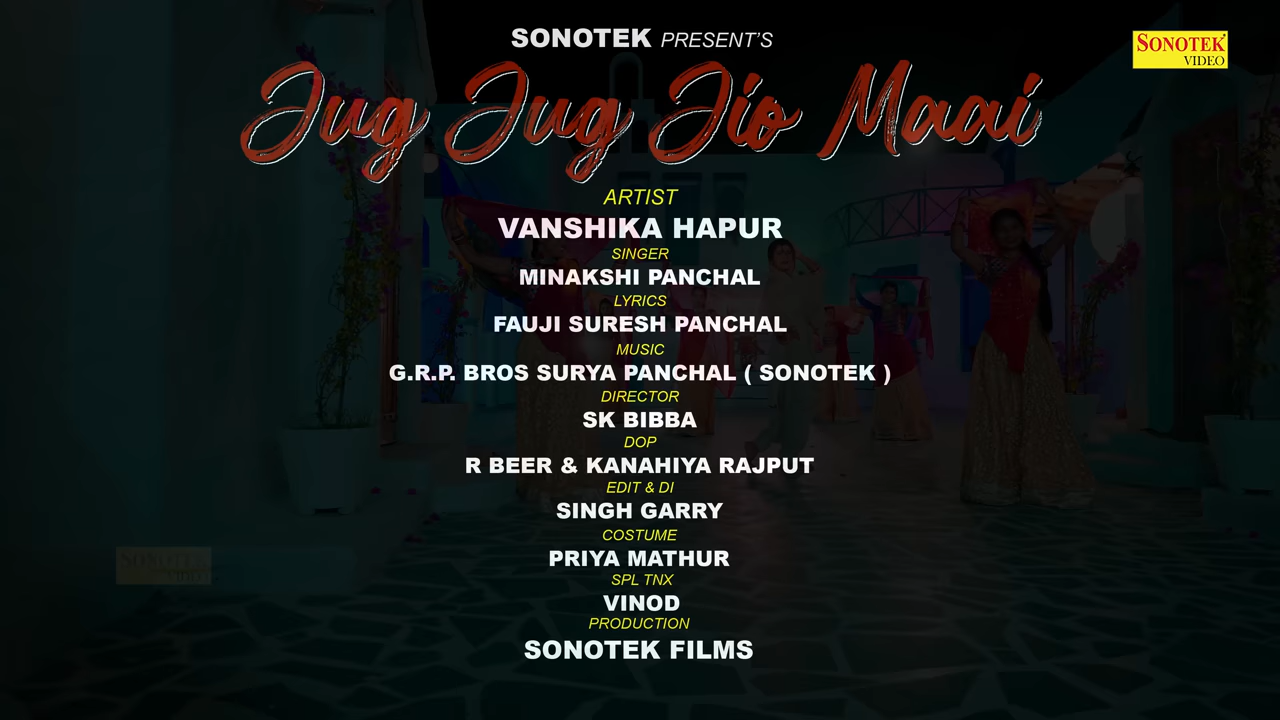 SONOTEK PRESENT'S
SONOTEK
VIDEO
Jug Jug Jio Maai
ARTIST
VANSHIKA HAPUR
SINGER
MINAKSHI PANCHAL
LYRICS
FAUJI SURESH PANCHAL
MUSIC
G.R.P. BROS SURYA PANCHAL ( SONOTEK )
DIRECTOR
SK BIBBA
DOP
R BEER & KANAHIYA RAJPUT
EDIT & DI
SINGH GARRY
COSTUME
PRIYA MATHUR
SPL TNX
VINOD
PRODUCTION
SONOTEK FILMS
SONOTEK
VIDEO